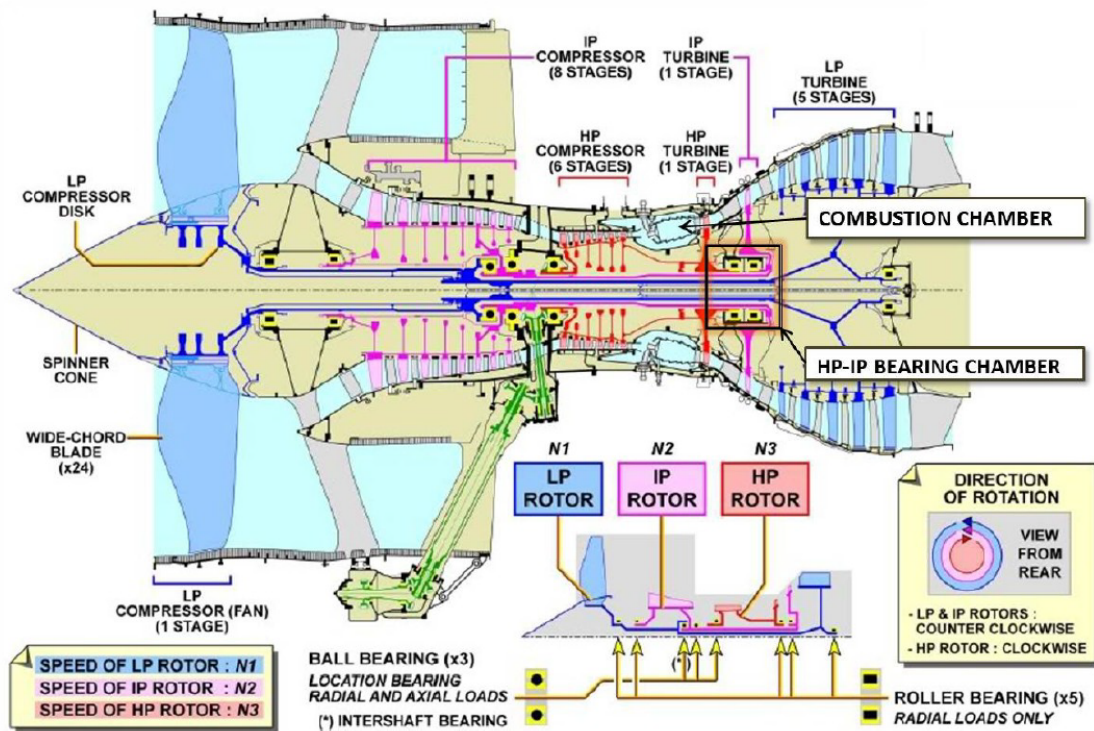 IP
COMPRESSOR
(8 STAGES)
IP
TURBINE
(1 STAGE)
LP
TURBINE
(5 STAGES)
HP
COMPRESSOR
(6 STAGES)
HP
TURBINE
(1 STAGE)
LP
COMPRESSOR
DISK
COMBUSTION CHAMBER
SPINNER
CONE
HP-IP BEARING CHAMBER
WIDE-CHORD
BLADE
(x24)
N1
N2
N3
LP
ROTOR
IP
ROTOR
HP
ROTOR
DIRECTION
OF ROTATION
VIEW
FROM
REAR
- LP & IP ROTORS :
COUNTER CLOCKWISE
- HP ROTOR : CLOCKWISE
LP
COMPRESSOR (FAN)
(1 STAGE)
SPEED OF LP ROTOR : N1
SPEED OF IP ROTOR : N2
SPEED OF HP ROTOR : N3
BALL BEARING (x3)
LOCATION BEARING
RADIAL AND AXIAL LOADS
(*) INTERSHAFT BEARING
(*)
ROLLER BEARING (x5)
RADIAL LOADS ONLY